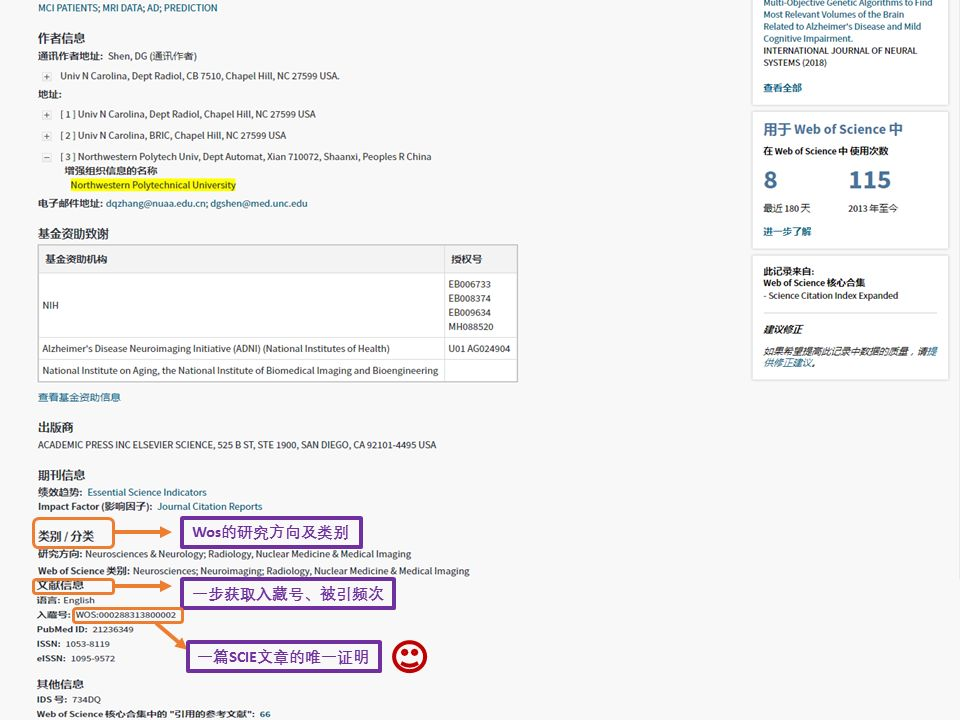 MCI PATIENTS; MRI DATA; AD; PREDICTION
作者信息
通讯作者地址: Shen, DG (通讯作者)
Univ N Carolina, Dept Radiol, CB 7510, Chapel Hill, NC 27599 USA.
地址:
[ 1 ] Univ N Carolina, Dept Radiol, Chapel Hill, NC 27599 USA
[ 2 ] Univ N Carolina, BRIC, Chapel Hill, NC 27599 USA
[ 3 ] Northwestern Polytech Univ, Dept Automat, Xian 710072, Shaanxi, Peoples R China
增强组织信息的名称
Northwestern Polytechnical University
电子邮件地址: dqzhang@nuaa.edu.cn; dgshen@med.unc.edu
基金资助致谢
基金资助机构 授权号
NIH
EB006733
EB008374
EB009634
MH088520
Alzheimer's Disease Neuroimaging Initiative (ADNI) (National Institutes of Health) U01 AG024904
National Institute on Aging, the National Institute of Biomedical Imaging and Bioengineering
查看基金资助信息
出版商
ACADEMIC PRESS INC ELSEVIER SCIENCE, 525 B ST, STE 1900, SAN DIEGO, CA 92101-4495 USA
期刊信息
绩效趋势: Essential Science Indicators
Impact Factor (影响因子): Journal Citation Reports
类别 / 分类
Wos的研究方向及类别
研究方向: Neurosciences & Neurology; Radiology, Nuclear Medicine & Medical Imaging
Web of Science 类别: Neurosciences; Neuroimaging; Radiology, Nuclear Medicine & Medical Imaging
文献信息
一步获取入藏号、被引频次
语言: English
入藏号: WOS:000288313800002
PubMed ID: 21236349
ISSN: 1053-8119
一篇SCIE文章的唯一证明
eISSN: 1095-9572
其他信息
IDS 号: 734DQ
Web of Science 核心合集中的 "引用的参考文献": 66
Multi-Objective Genetic Algorithms to Find
Most Relevant Volumes of the Brain
Related to Alzheimer's Disease and Mild
Cognitive Impairment.
INTERNATIONAL JOURNAL OF NEURAL
SYSTEMS (2018)
查看全部
用于 Web of Science 中
在 Web of Science 中 使用次数
8 115
最近 180 天 2013 年至今
进一步了解
此记录来自:
Web of Science 核心合集
- Science Citation Index Expanded
建议修正
如果希望提高此记录中数据的质量，请提
供修正建议。